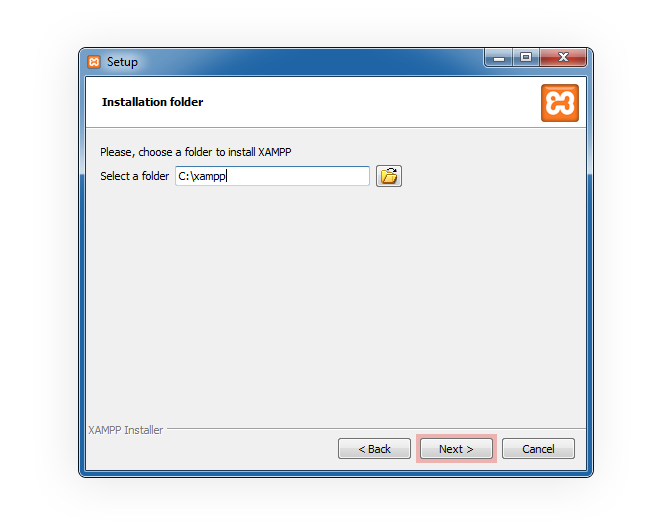 Setup
Installation folder
Please, choose a folder to install XAMPP
Select a folder C:\xampp
XAMPP Installer
< Back Next > Cancel